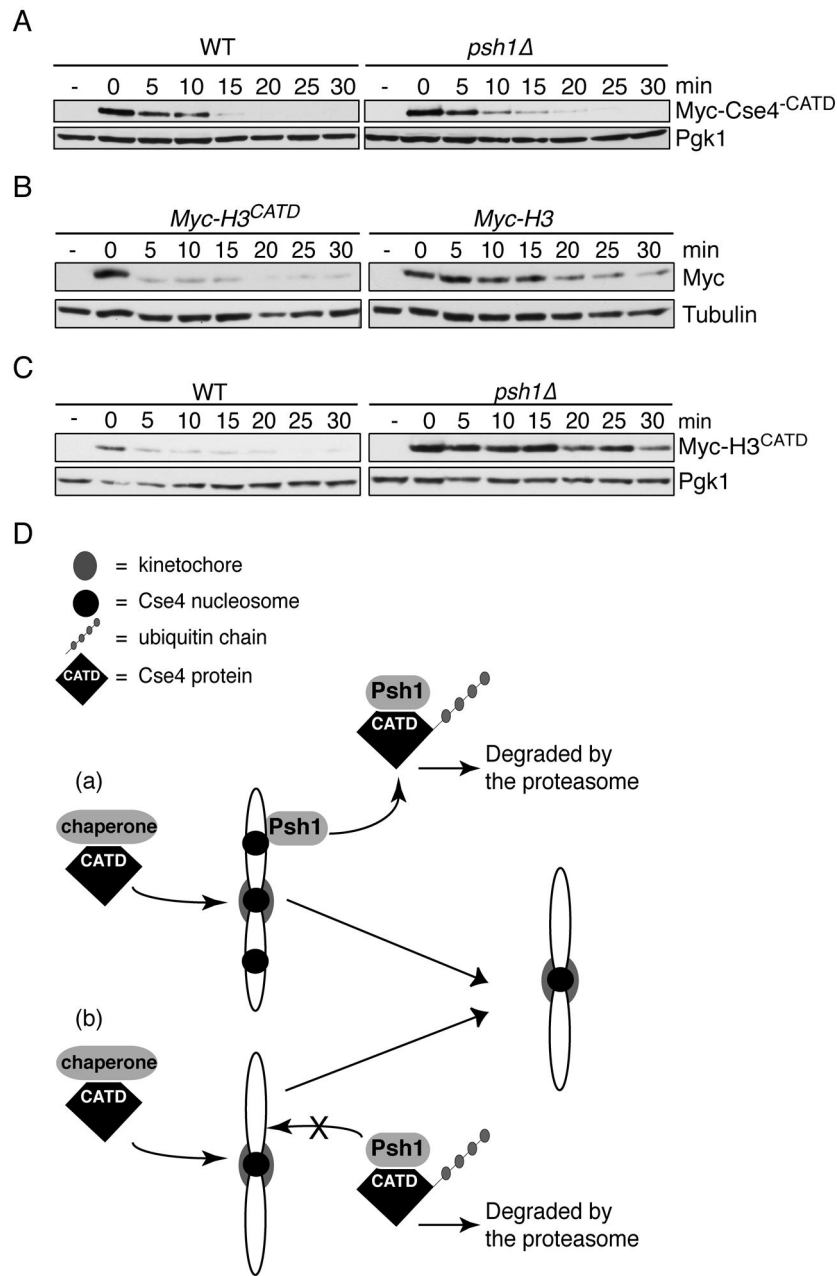 A
WT psh1Δ
- 0 5 10 15 20 25 30 - 0 5 10 15 20 25 30 min
Myc-Cse4-CATD
Pgk1
B
Myc-H3CATD Myc-H3
- 0 5 10 15 20 25 30 - 0 5 10 15 20 25 30 min
Myc
Tubulin
C
WT psh1Δ
- 0 5 10 15 20 25 30 - 0 5 10 15 20 25 30 min
Myc-H3CATD
Pgk1
D
= kinetochore
= Cse4 nucleosome
= ubiquitin chain
CATD = Cse4 protein
Psh1
CATD
Degraded by
the proteasome
(a)
chaperone
CATD
Psh1
(b)
chaperone
CATD
X
Psh1
CATD
Degraded by
the proteasome